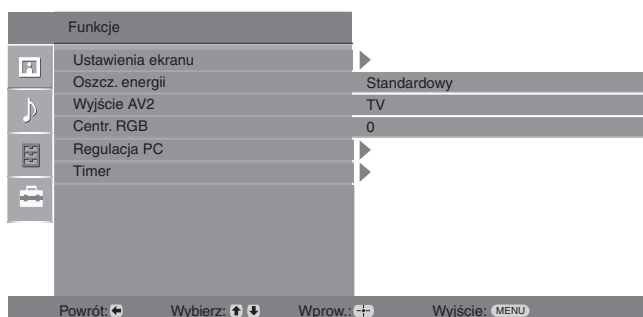 Funkcje
Ustawienia ekranu
Oszcz. energii Standardowy
Wyjście AV2 TV
Centr. RGB 0
Regulacja PC
Timer
Powrót: Wybierz: Wprow.: Wyjście: MENU